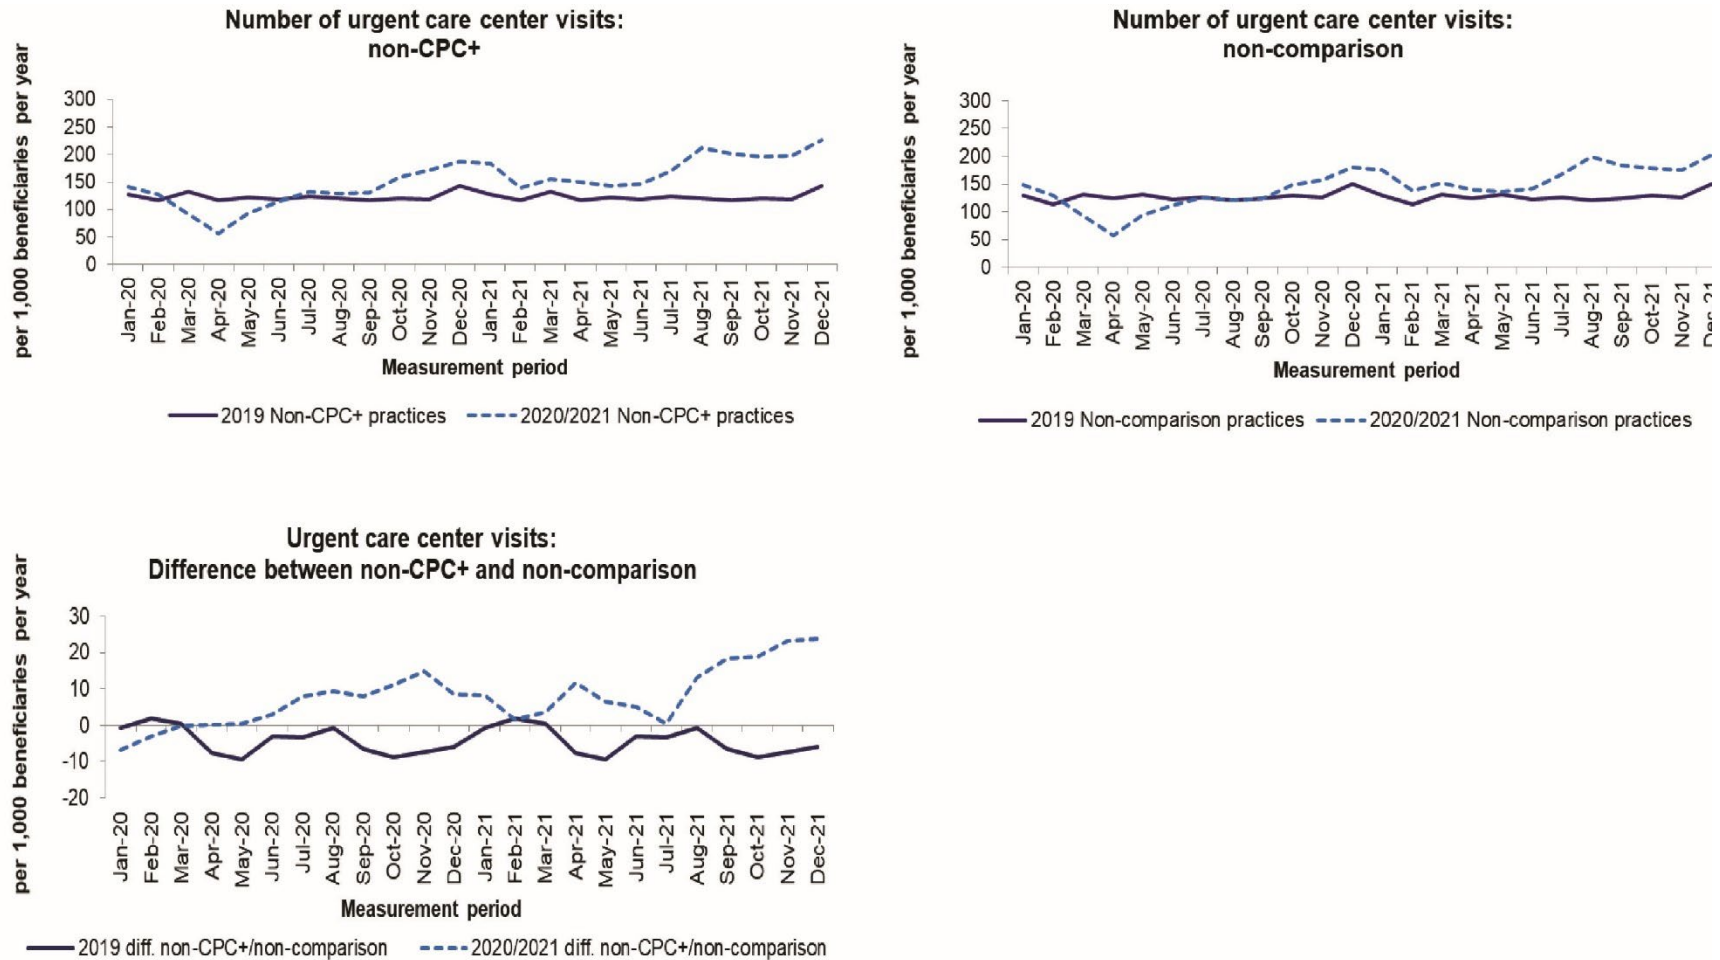 Number of urgent care center visits:
non-CPC+
per 1,000 beneficiaries per year
300
250
200
150
100
50
0
Jan-20
Feb-20
Mar-20
Apr-20
May-20
Jun-20
Jul-20
Aug-20
Sep-20
Oct-20
Nov-20
Dec-20
Jan-21
Feb-21
Mar-21
Apr-21
May-21
Jun-21
Jul-21
Aug-21
Sep-21
Oct-21
Nov-21
Dec-21
Measurement period
2019 Non-CPC+ practices
2020/2021 Non-CPC+ practices
Number of urgent care center visits:
non-comparison
per 1,000 beneficiaries per year
300
250
200
150
100
50
0
Jan-20
Feb-20
Mar-20
Apr-20
May-20
Jun-20
Jul-20
Aug-20
Sep-20
Oct-20
Nov-20
Dec-20
Jan-21
Feb-21
Mar-21
Apr-21
May-21
Jun-21
Jul-21
Aug-21
Sep-21
Oct-21
Nov-21
Dec-21
Measurement period
2019 Non-comparison practices
2020/2021 Non-comparison practices
Urgent care center visits:
Difference between non-CPC+ and non-comparison
per 1,000 beneficiaries per year
30
20
10
0
-10
-20
Jan-20
Feb-20
Mar-20
Apr-20
May-20
Jun-20
Jul-20
Aug-20
Sep-20
Oct-20
Nov-20
Dec-20
Jan-21
Feb-21
Mar-21
Apr-21
May-21
Jun-21
Jul-21
Aug-21
Sep-21
Oct-21
Nov-21
Dec-21
Measurement period
2019 diff. non-CPC+/non-comparison
2020/2021 diff. non-CPC+/non-comparison